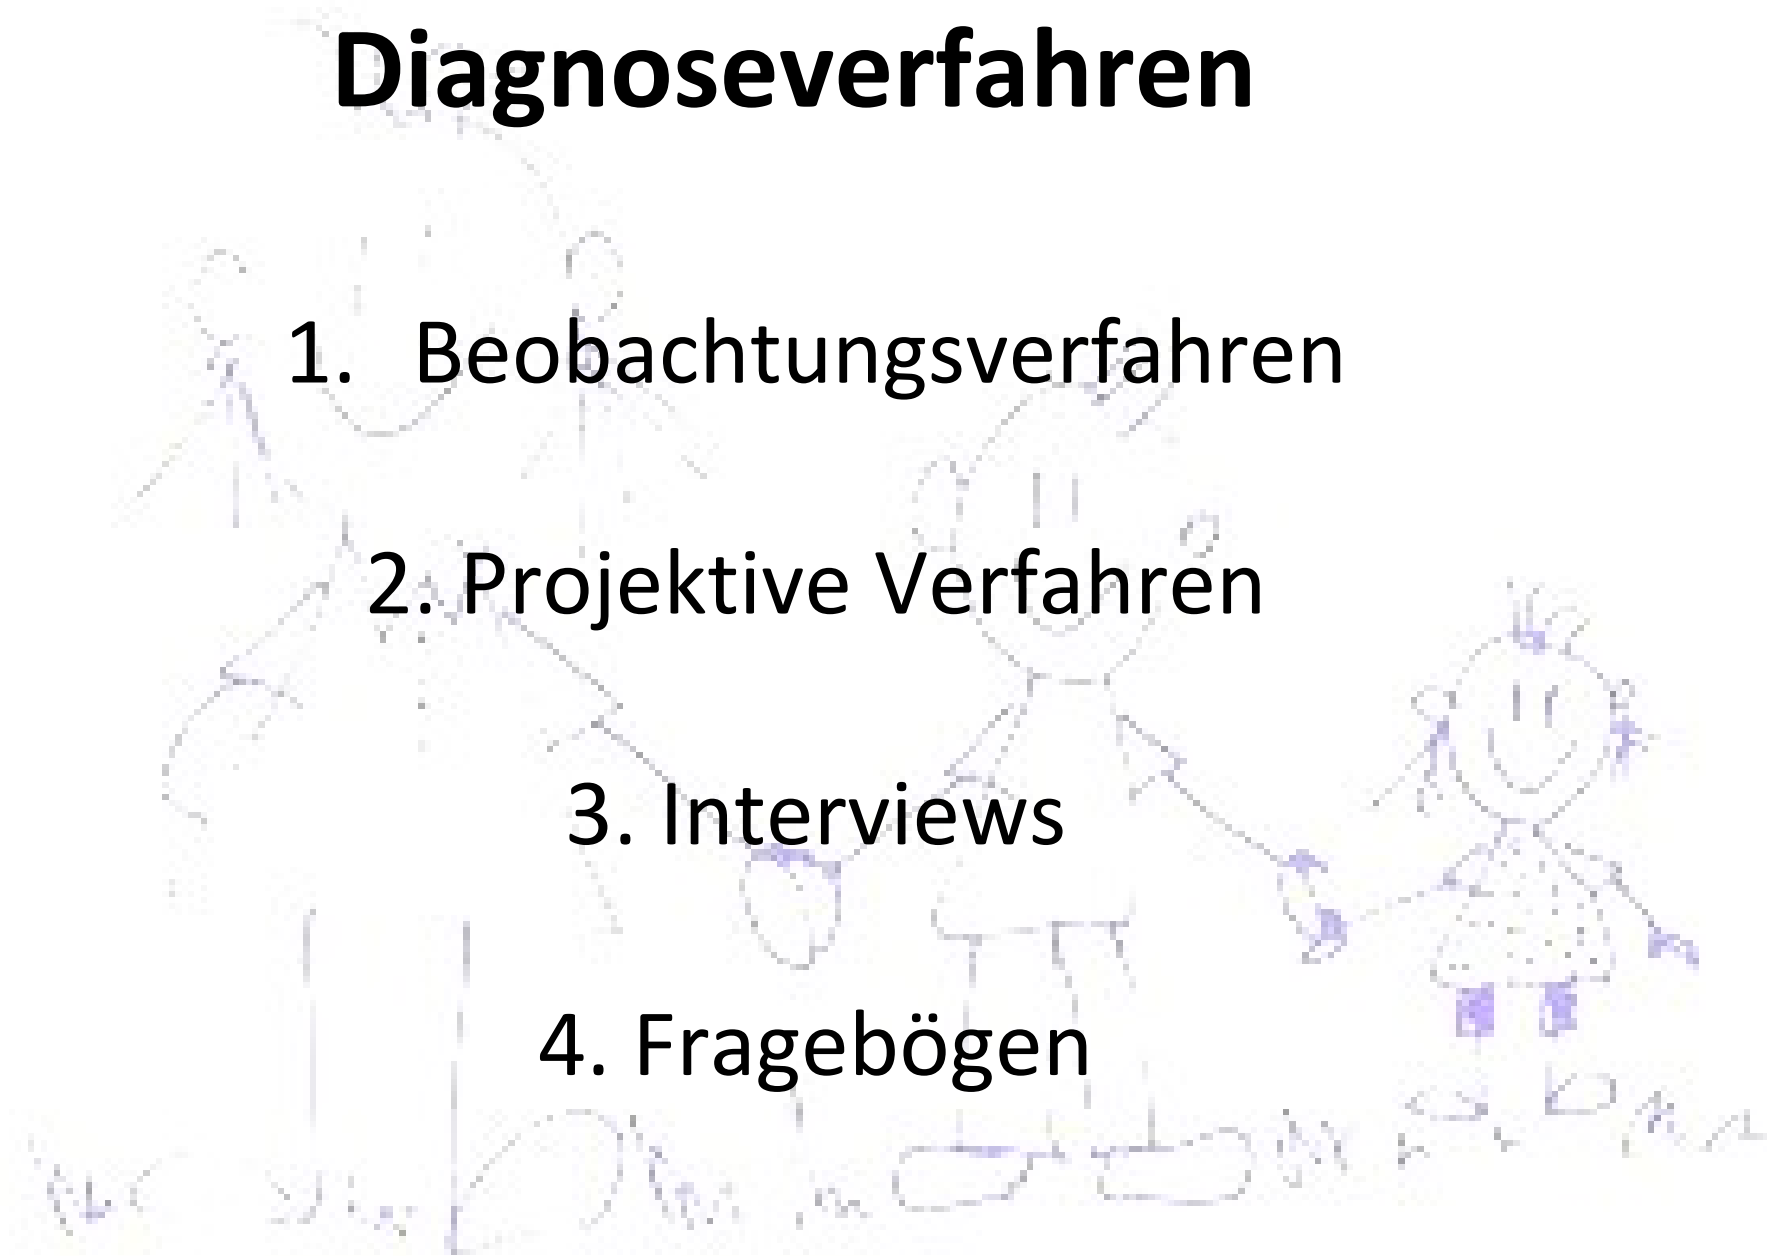 Diagnoseverfahren
1. Beobachtungsverfahren
2. Projektive Verfahren
3. Interviews
4. Fragebögen